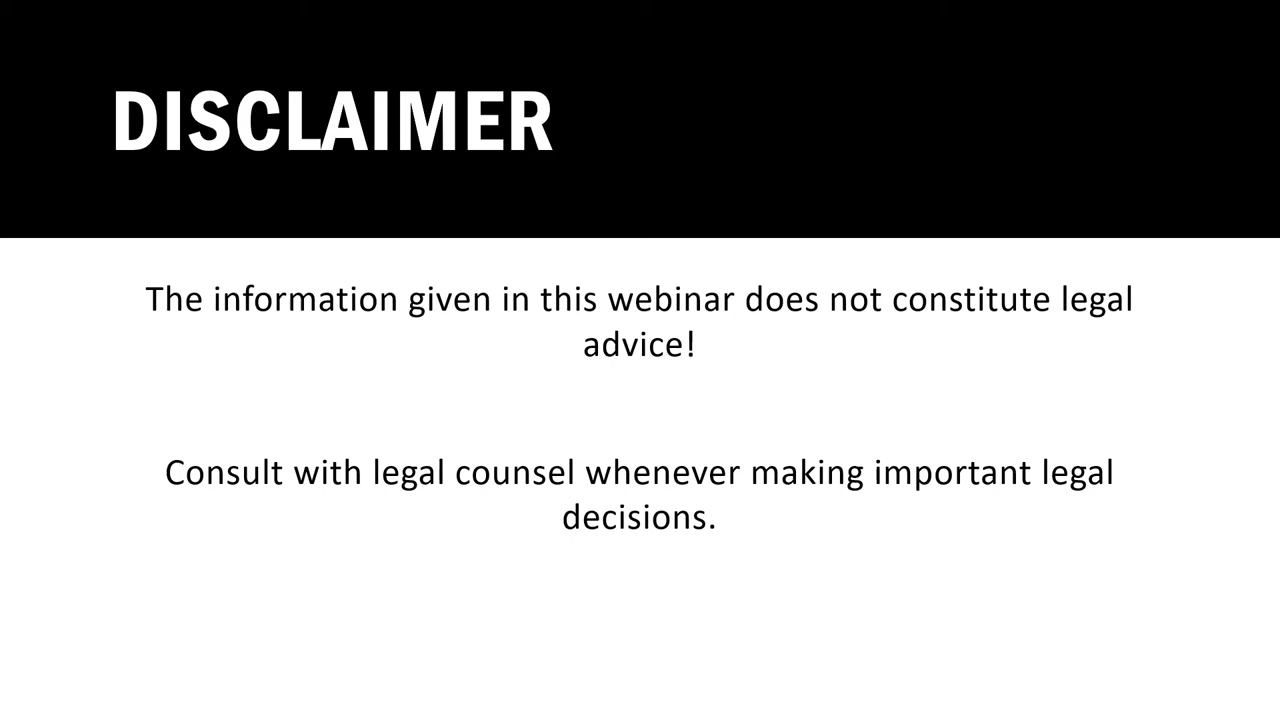 DISCLAIMER
The information given in this webinar does not constitute legal
advice!
Consult with legal counsel whenever making important legal
decisions.